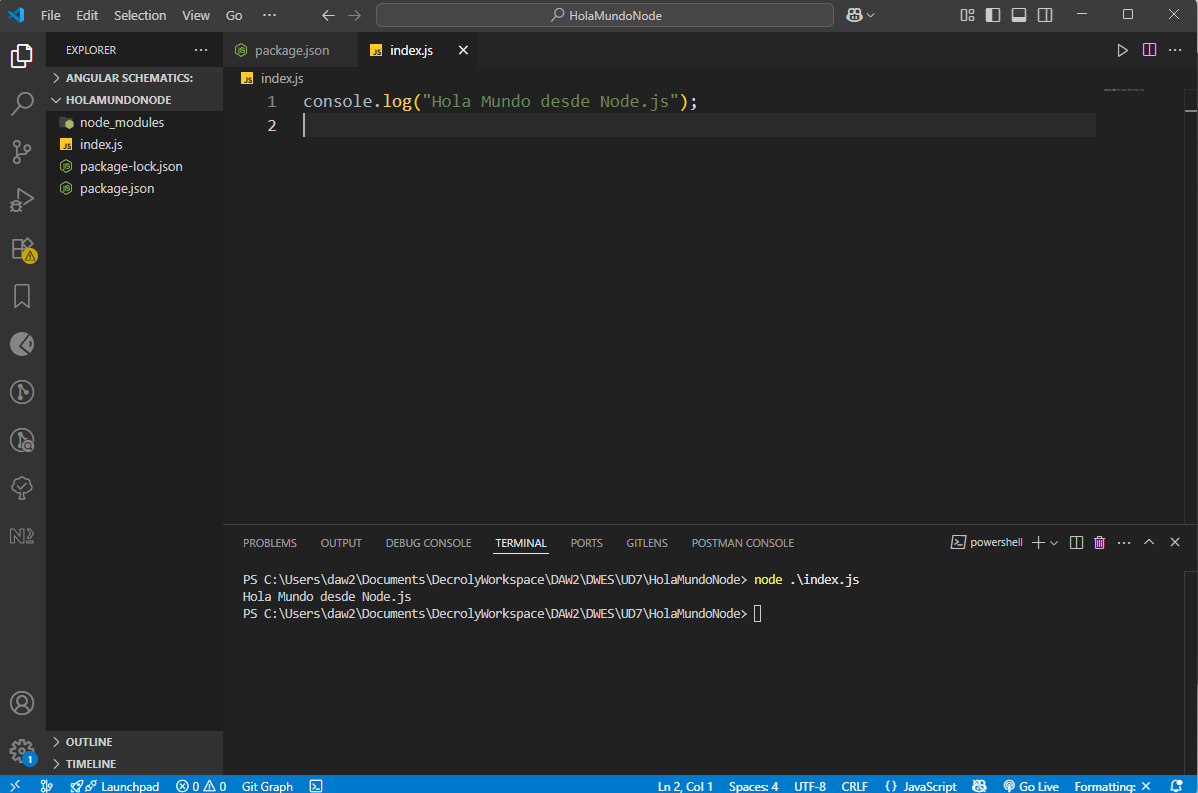 File Edit Selection View Go ··· HolaMundoNode
EXPLORER ···
package.json
index.js
ANGULAR SCHEMATICS:
HOLAMUNDONODE
node_modules
index.js
package-lock.json
package.json
index.js
1 console.log("Hola Mundo desde Node.js");
2
PROBLEMS OUTPUT DEBUG CONSOLE TERMINAL PORTS GITLENS POSTMAN CONSOLE powershell
PS C:\Users\daw2\Documents\DecrolyWorkspace\DAW2\DWES\UD7\HolaMundoNode> node .\index.js
Hola Mundo desde Node.js
PS C:\Users\daw2\Documents\DecrolyWorkspace\DAW2\DWES\UD7\HolaMundoNode>
OUTLINE
TIMELINE
1
Launchpad 0 0 Git Graph Ln 2, Col 1 Spaces: 4 UTF-8 CRLF {} JavaScript Go Live Formatting: ×